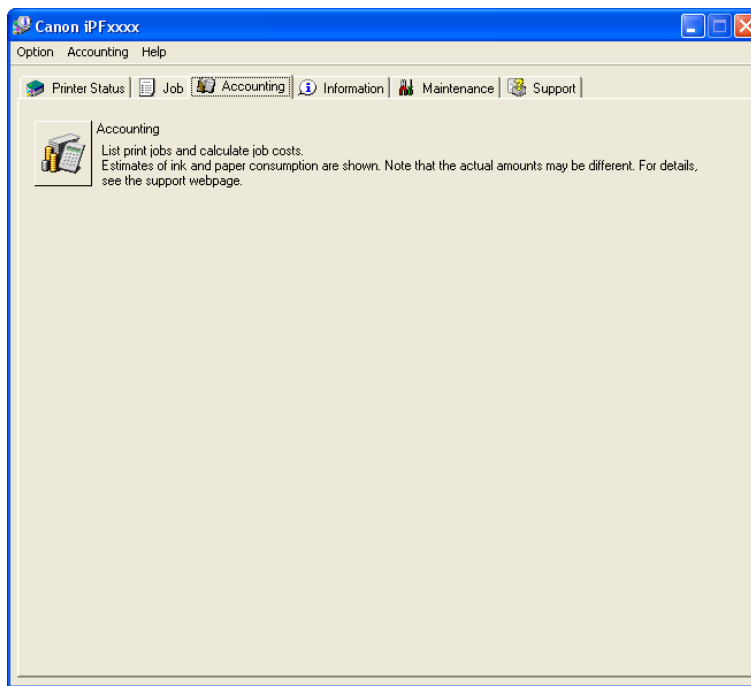 Canon iPFxxxx
Option Accounting Help
Printer Status Job Accounting Information Maintenance Support
Accounting
List print jobs and calculate job costs.
Estimates of ink and paper consumption are shown. Note that the actual amounts may be different. For details,
see the support webpage.